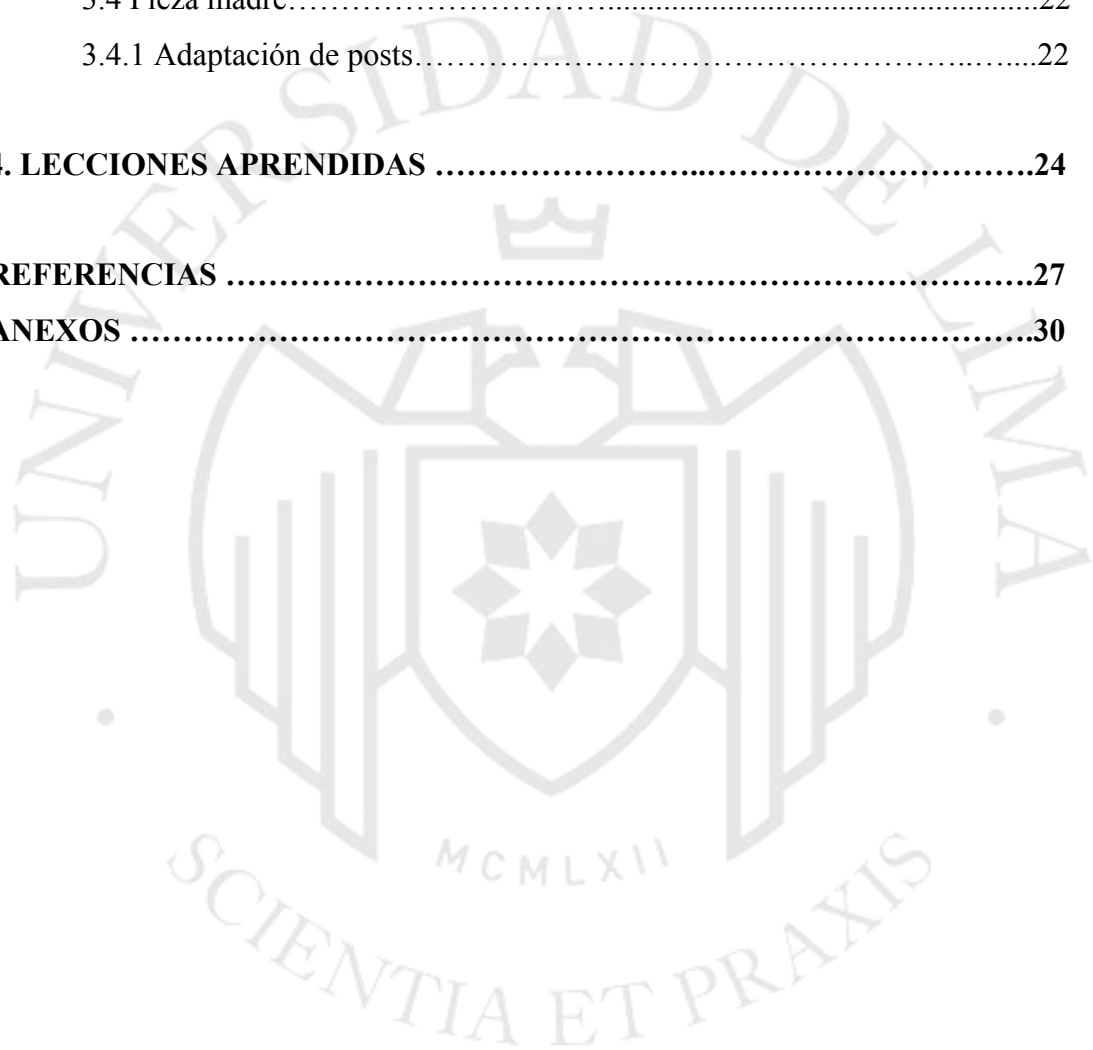 3.4 Pieza madre…………………………..........................................................22
3.4.1 Adaptación de posts………………………………………………..…....22
4. LECCIONES APRENDIDAS ……………………...………………………….24
REFERENCIAS ……………………………………………………………….27
ANEXOS ……………………………………………………………………….30
UNIVERSIDAD DE LIMA
MCMLXII
SCIENTIA ET PRAXIS